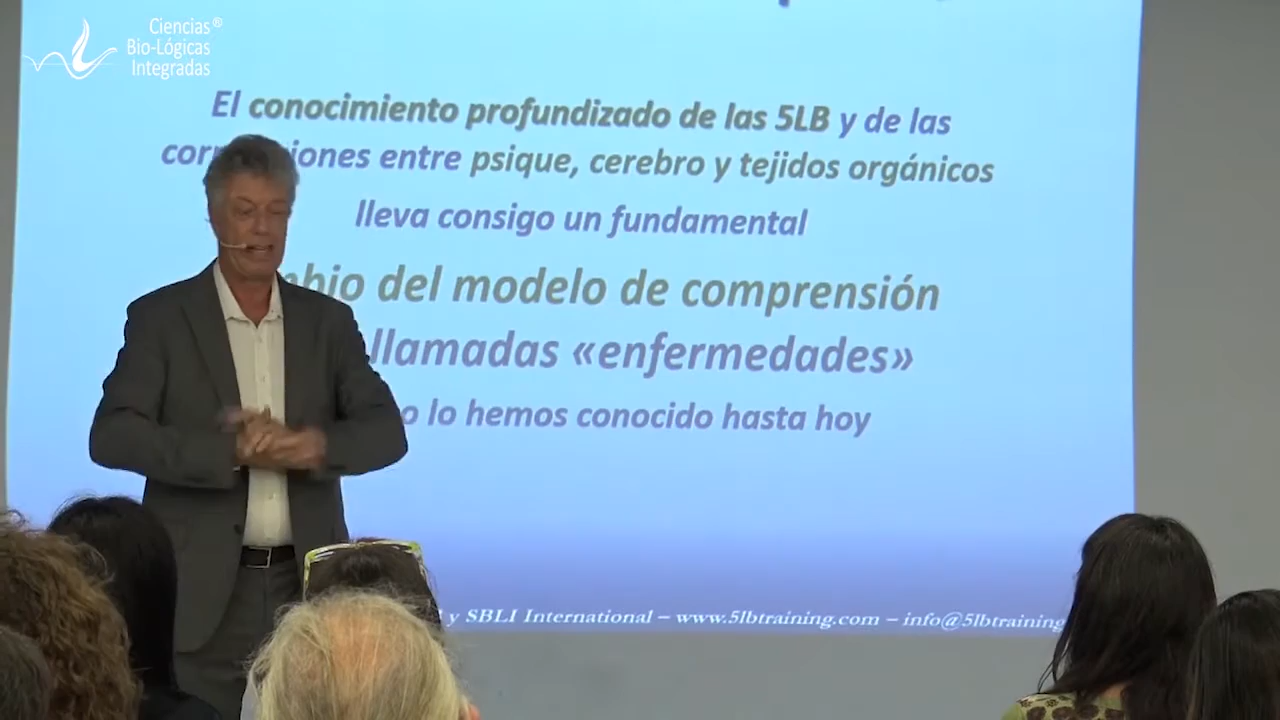 Ciencias®
Bio-Lógicas
Integradas
El conocimiento profundizado de las 5LB y de las
entre psique, cerebro y tejidos orgánicos
lleva consigo un fundamental
del modelo de comprensión
llamadas «enfermedades»
lo hemos conocido hasta hoy
y SBLI International – www.5lbtraining.com – info@5lbtraining